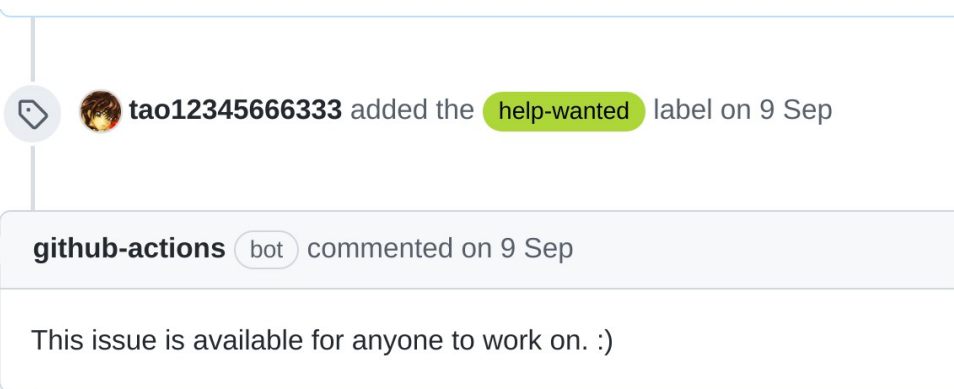 tao12345666333 added the help-wanted label on 9 Sep
github-actions bot commented on 9 Sep
This issue is available for anyone to work on. :)